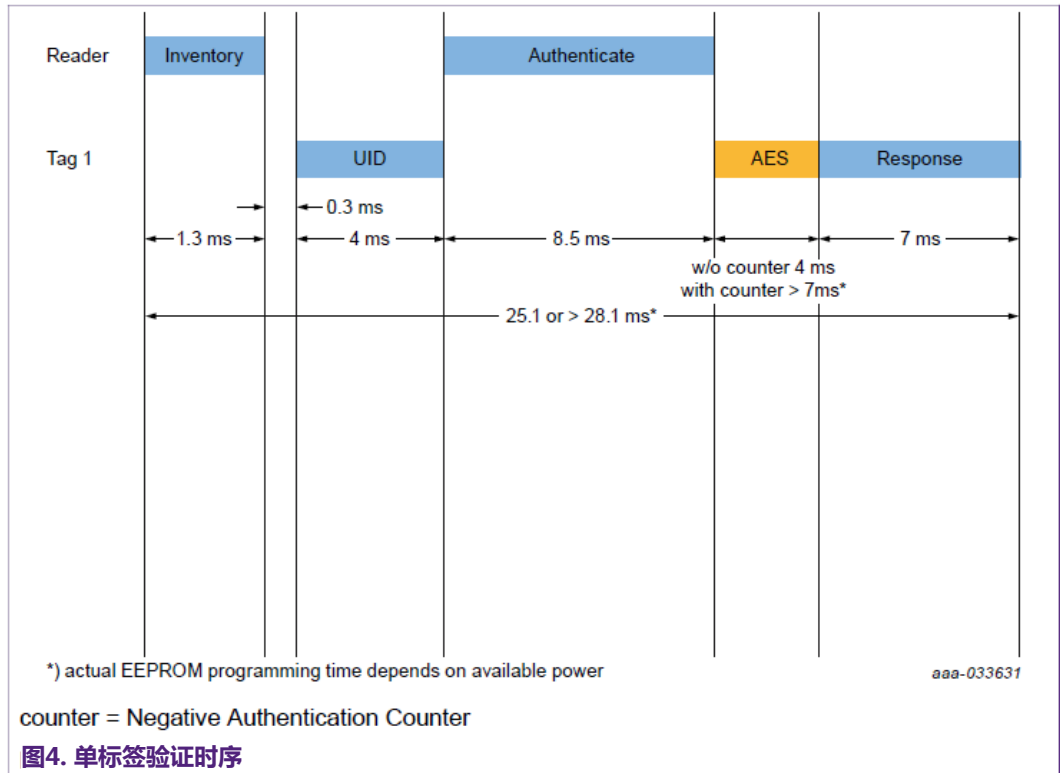 Reader
Inventory
Authenticate
Tag 1
UID
AES
Response
0.3 ms
1.3 ms
4 ms
8.5 ms
7 ms
w/o counter 4 ms
with counter > 7ms*
25.1 or > 28.1 ms*
*) actual EEPROM programming time depends on available power
aaa-033631
counter = Negative Authentication Counter
图4. 单标签验证时序